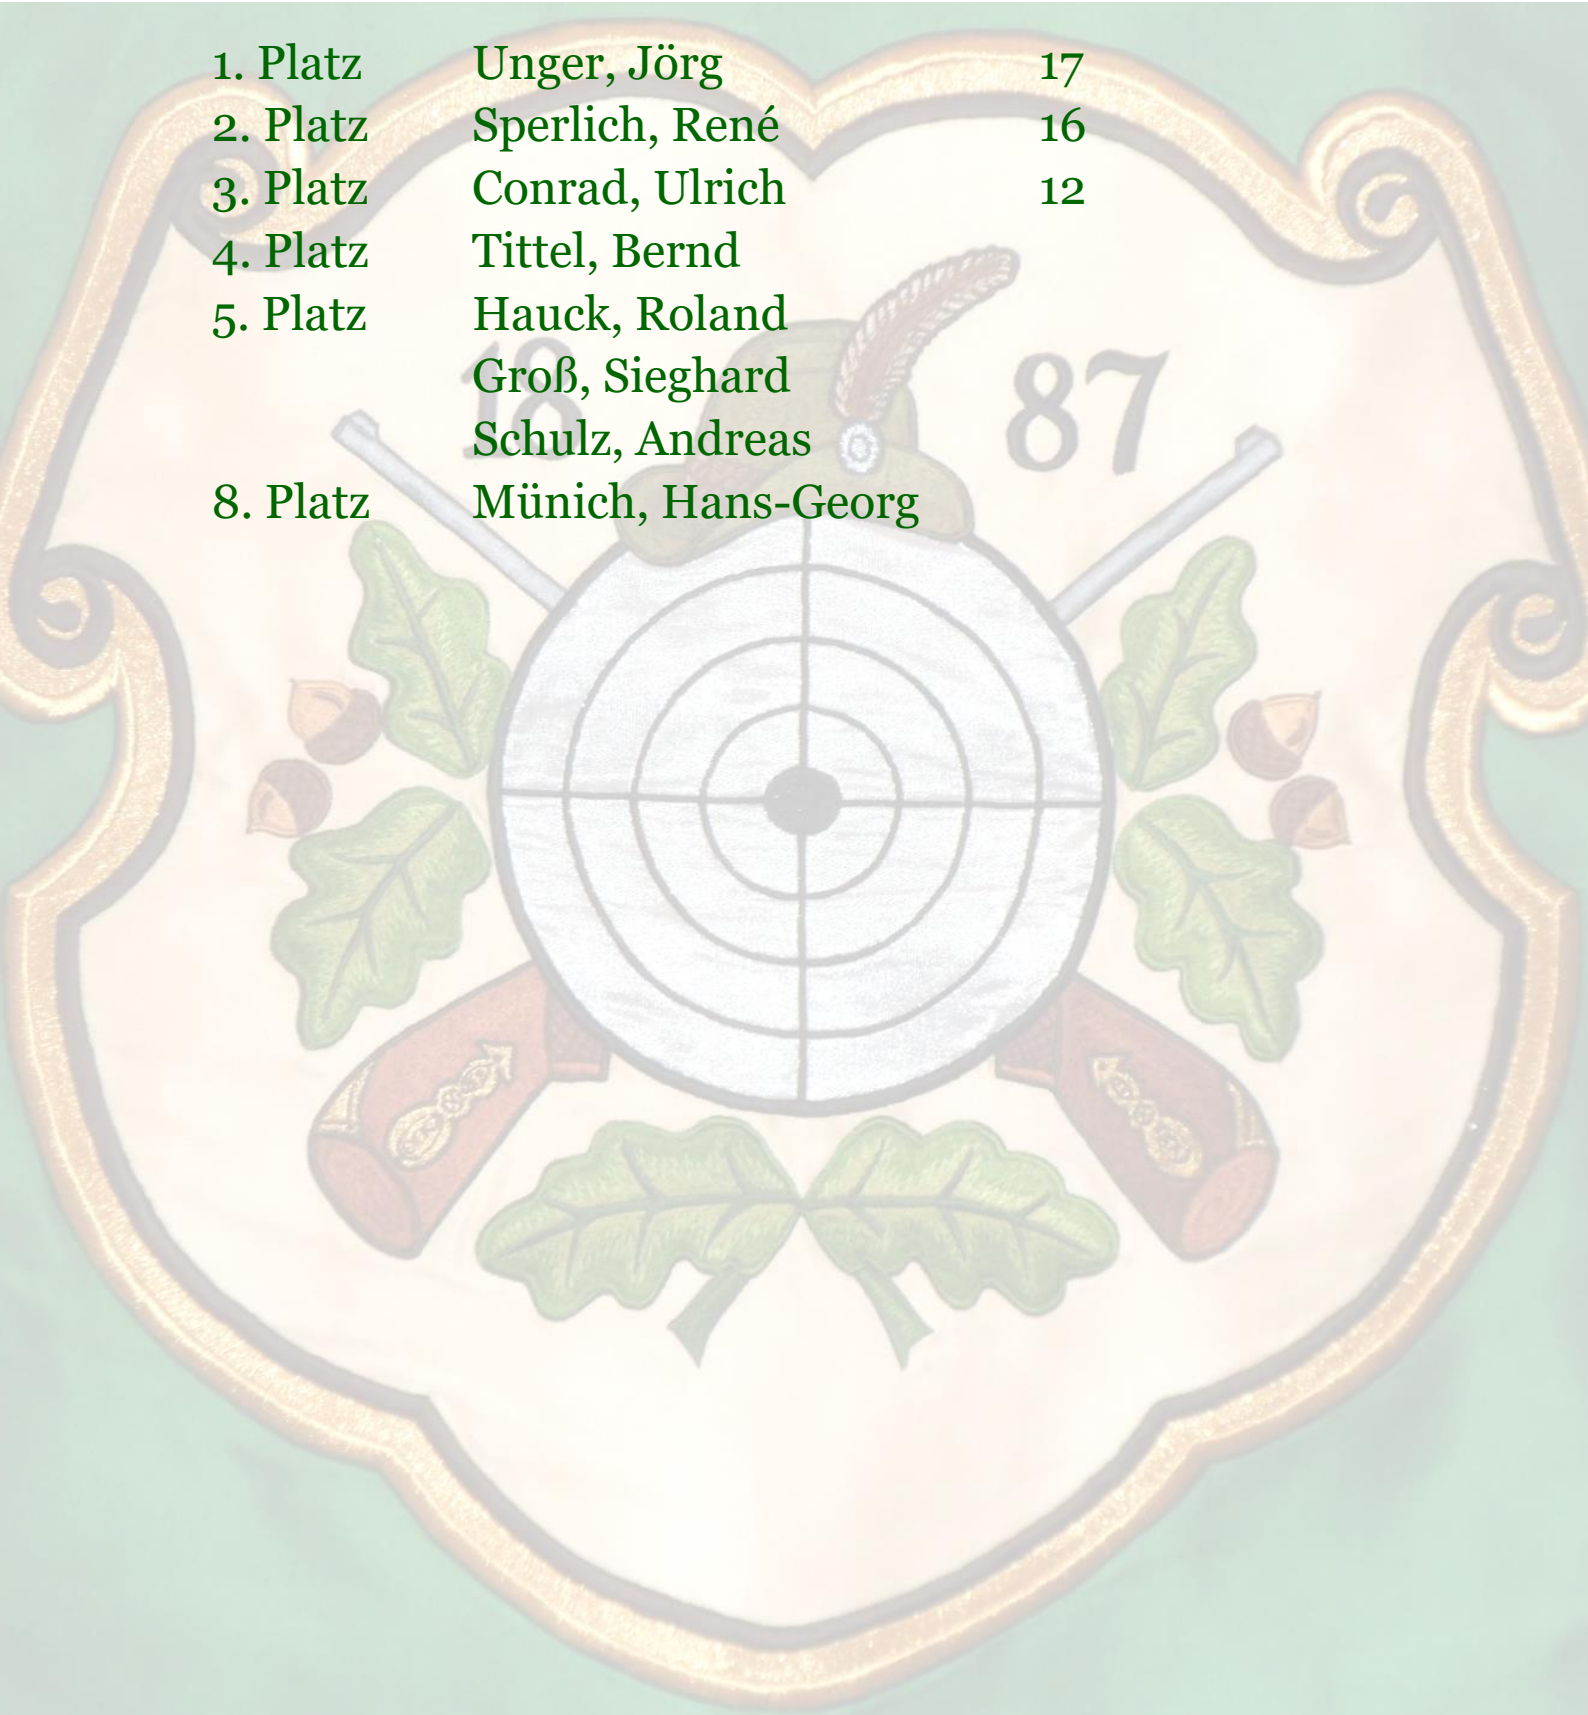 1. Platz Unger, Jörg 17
2. Platz Sperlich, René 16
3. Platz Conrad, Ulrich 12
4. Platz Tittel, Bernd
5. Platz Hauck, Roland
Groß, Sieghard
Schulz, Andreas
8. Platz Münich, Hans-Georg
18 87